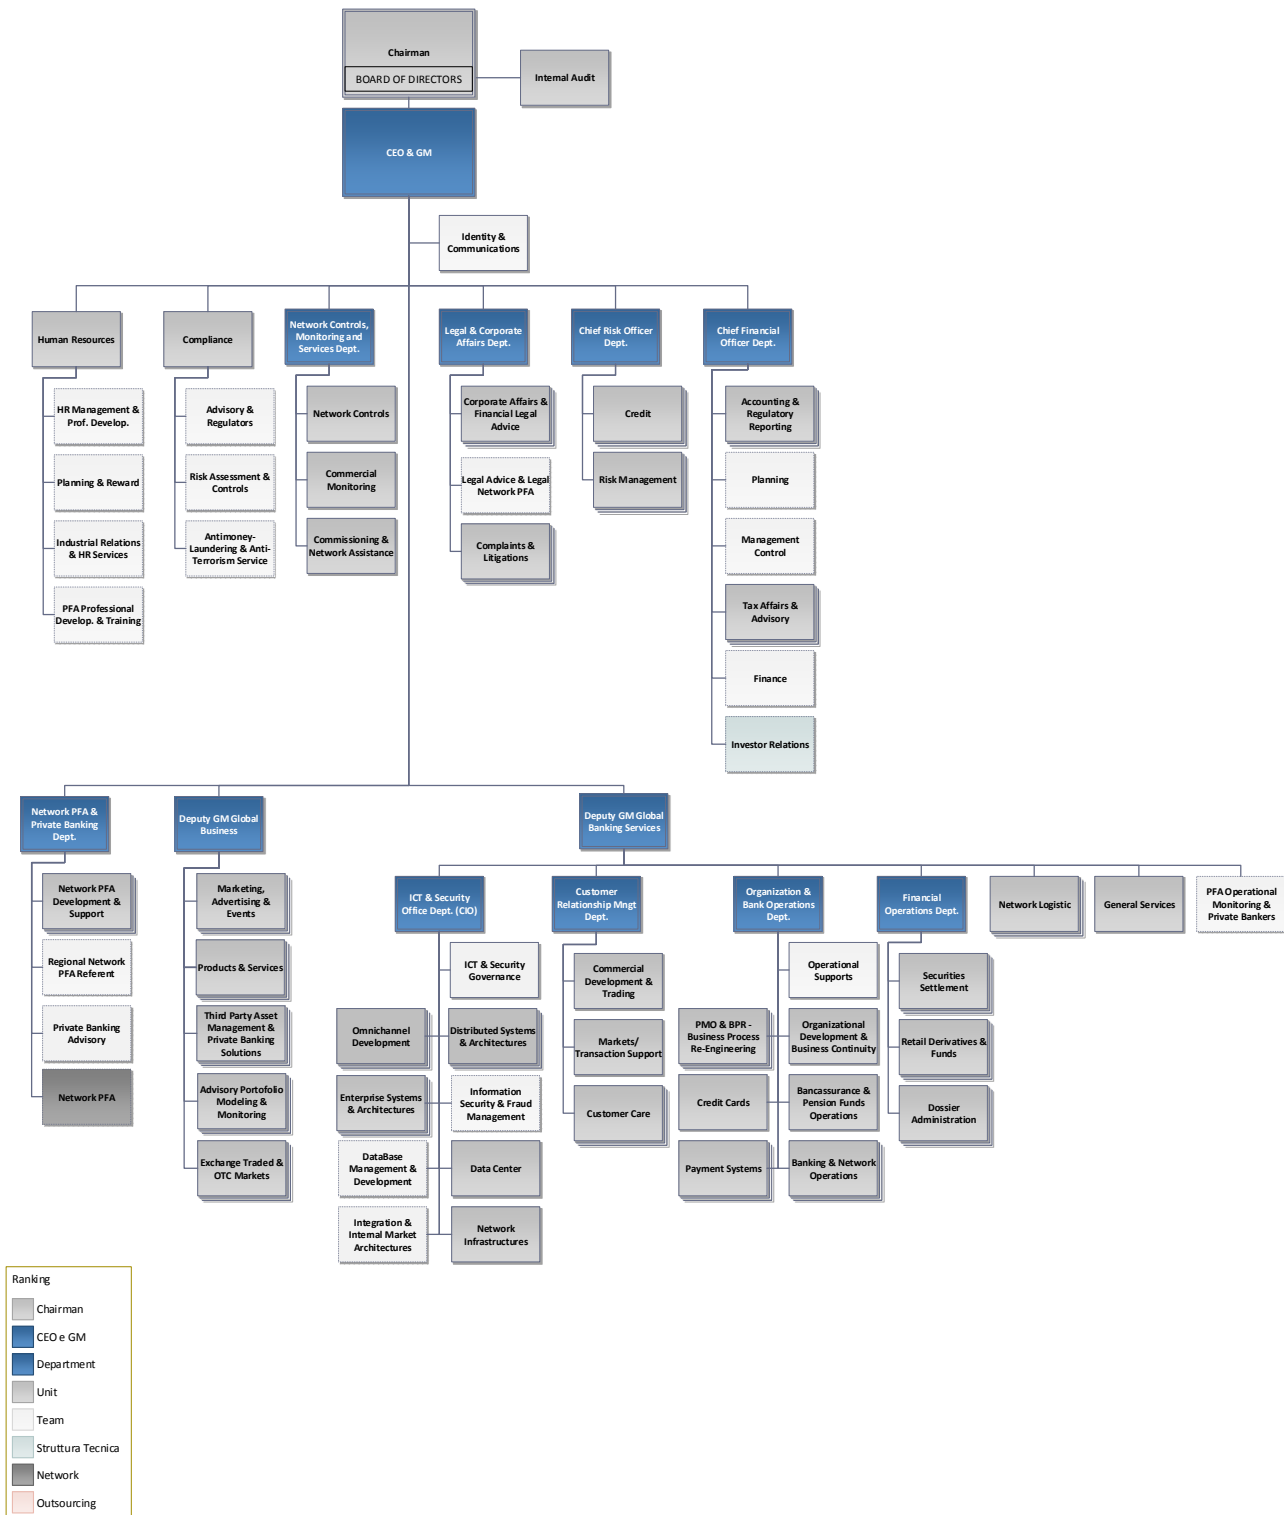 Chairman
BOARD OF DIRECTORS
Internal Audit
CEO & GM
Identity &
Communications
Human Resources
Compliance
Network Controls,
Monitoring and
Services Dept.
Legal & Corporate
Affairs Dept.
Chief Risk Officer
Dept.
Chief Financial
Officer Dept.
HR Management &
Prof. Develop.
Planning & Reward
Industrial Relations
& HR Services
PFA Professional
Develop. & Training
Advisory &
Regulators
Risk Assessment &
Controls
Antimoney-
Laundering & Anti-
Terrorism Service
Network Controls
Commercial
Monitoring
Commissioning &
Network Assistance
Corporate Affairs &
Financial Legal
Advice
Legal Advice & Legal
Network PFA
Complaints &
Litigations
Credit
Risk Management
Accounting &
Regulatory
Reporting
Planning
Management
Control
Tax Affairs &
Advisory
Finance
Investor Relations
Network PFA &
Private Banking
Dept.
Deputy GM Global
Business
Deputy GM Global
Banking Services
Network PFA
Development &
Support
Regional Network
PFA Referent
Private Banking
Advisory
Network PFA
Marketing,
Advertising &
Events
Products & Services
Third Party Asset
Management &
Private Banking
Solutions
Advisory Portofolio
Modeling &
Monitoring
Exchange Traded &
OTC Markets
ICT & Security
Office Dept. (CIO)
Customer
Relationship Mngt
Dept.
Organization &
Bank Operations
Dept.
Financial
Operations Dept.
Network Logistic
General Services
PFA Operational
Monitoring &
Private Bankers
ICT & Security
Governance
Omnichannel
Development
Distributed Systems
& Architectures
Enterprise Systems
& Architectures
Information
Security & Fraud
Management
DataBase
Management &
Development
Data Center
Integration &
Internal Market
Architectures
Network
Infrastructures
Commercial
Development &
Trading
Markets/
Transaction Support
Customer Care
Operational
Supports
PMO & BPR -
Business Process
Re-Engineering
Organizational
Development &
Business Continuity
Credit Cards
Bancassurance &
Pension Funds
Operations
Payment Systems
Banking & Network
Operations
Securities
Settlement
Retail Derivatives &
Funds
Dossier
Administration
Ranking
Chairman
CEO e GM
Department
Unit
Team
Struttura Tecnica
Network
Outsourcing